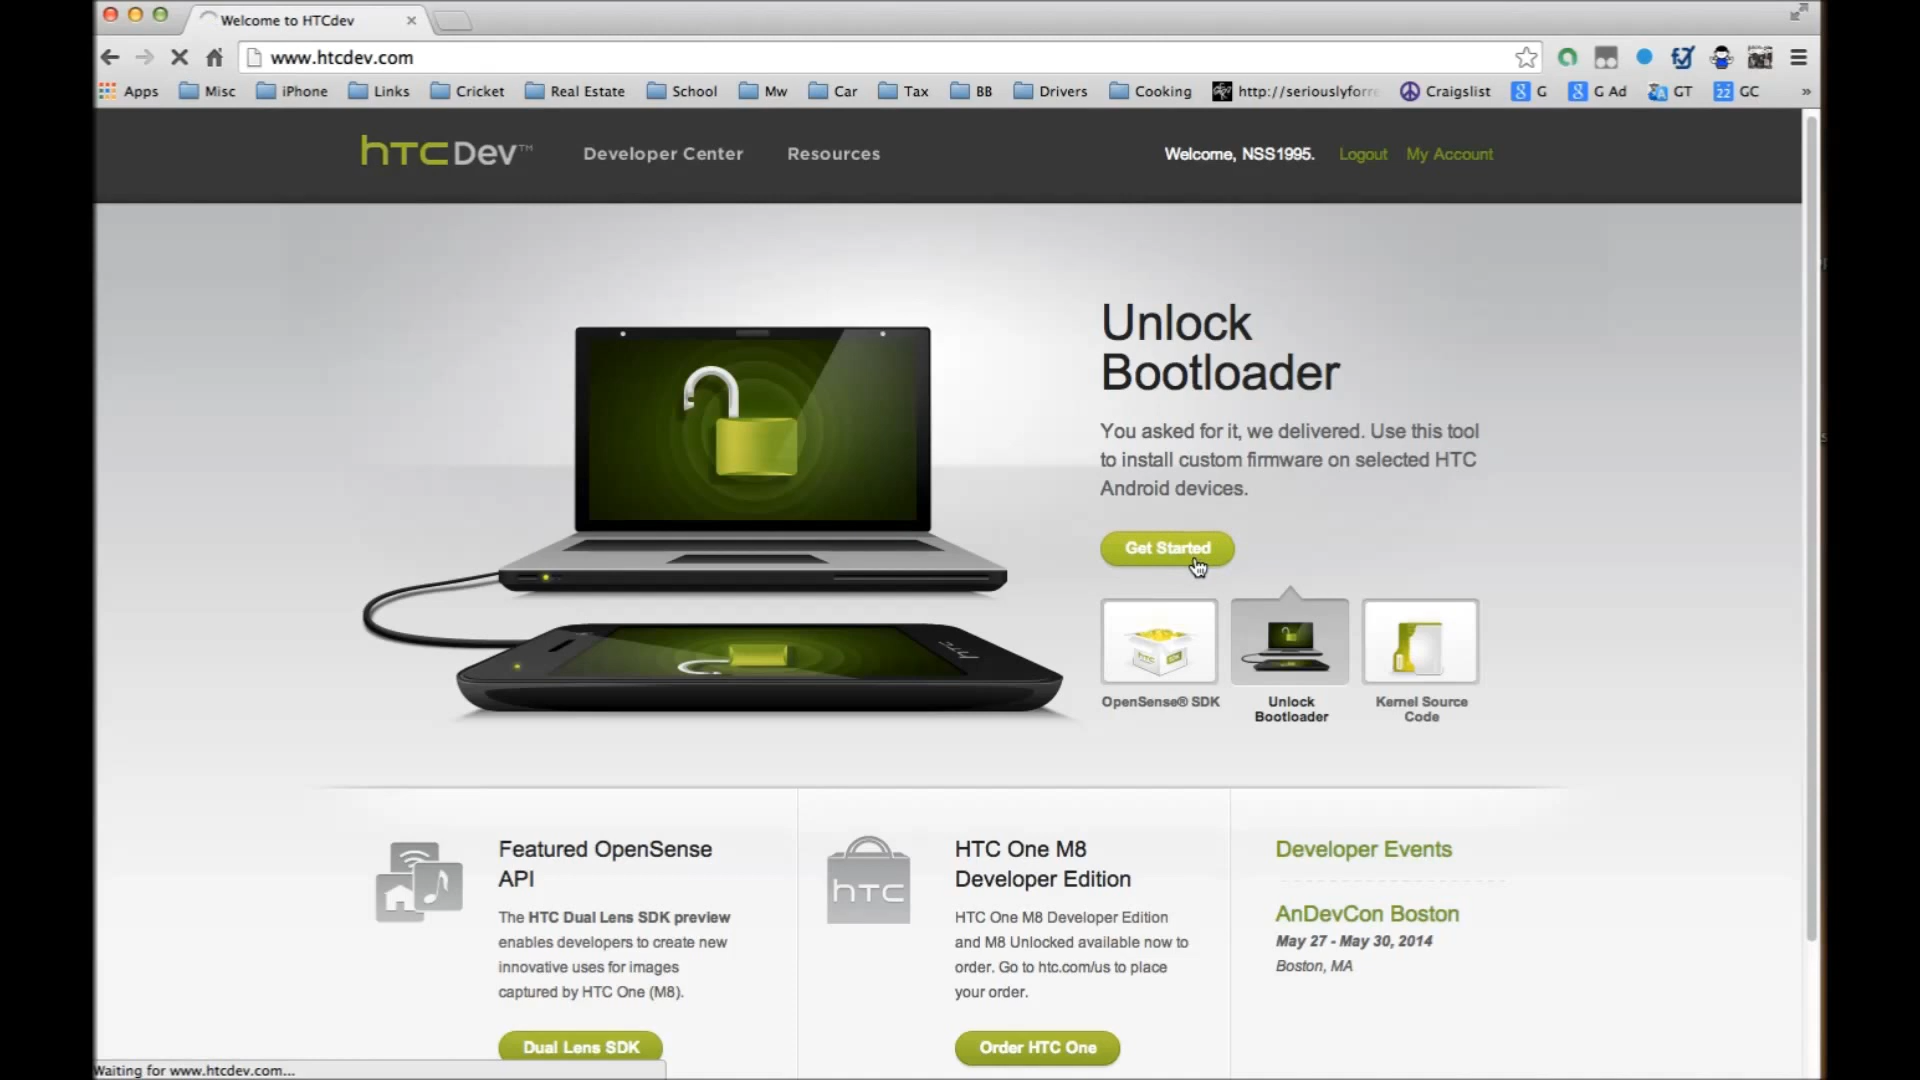 Welcome to HTCdev
www.htcdev.com
Apps Misc iPhone Links Cricket Real Estate School Mw Car Tax BB Drivers Cooking http://seriouslyforre Craigslist G G Ad GT GC »
hTC Dev™ Developer Center Resources Welcome, NSS1995. Logout My Account
Unlock
Bootloader
You asked for it, we delivered. Use this tool
to install custom firmware on selected HTC
Android devices.
Get Started
OpenSense® SDK
Unlock
Bootloader
Kernel Source
Code
Featured OpenSense
API
The HTC Dual Lens SDK preview
enables developers to create new
innovative uses for images
captured by HTC One (M8).
Dual Lens SDK
hTC
HTC One M8
Developer Edition
HTC One M8 Developer Edition
and M8 Unlocked available now to
order. Go to htc.com/us to place
your order.
Order HTC One
Developer Events
AnDevCon Boston
May 27 - May 30, 2014
Boston, MA
Waiting for www.htcdev.com...